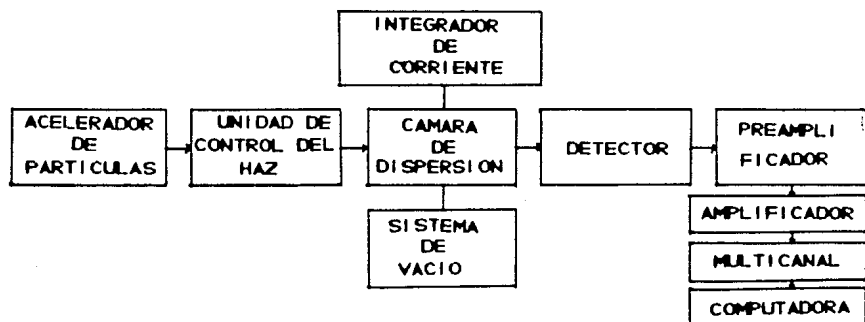 INTEGRADOR
DE
CORRIENTE
ACELERADOR
DE
PARTICULAS
UNIDAD DE
CONTROL DEL
HAZ
CAMARA
DE
DISPERSION
DETECTOR
PREAMPLI
FICADOR
SISTEMA
DE
VACIO
AMPLIFICADOR
MULTICANAL
COMPUTADORA